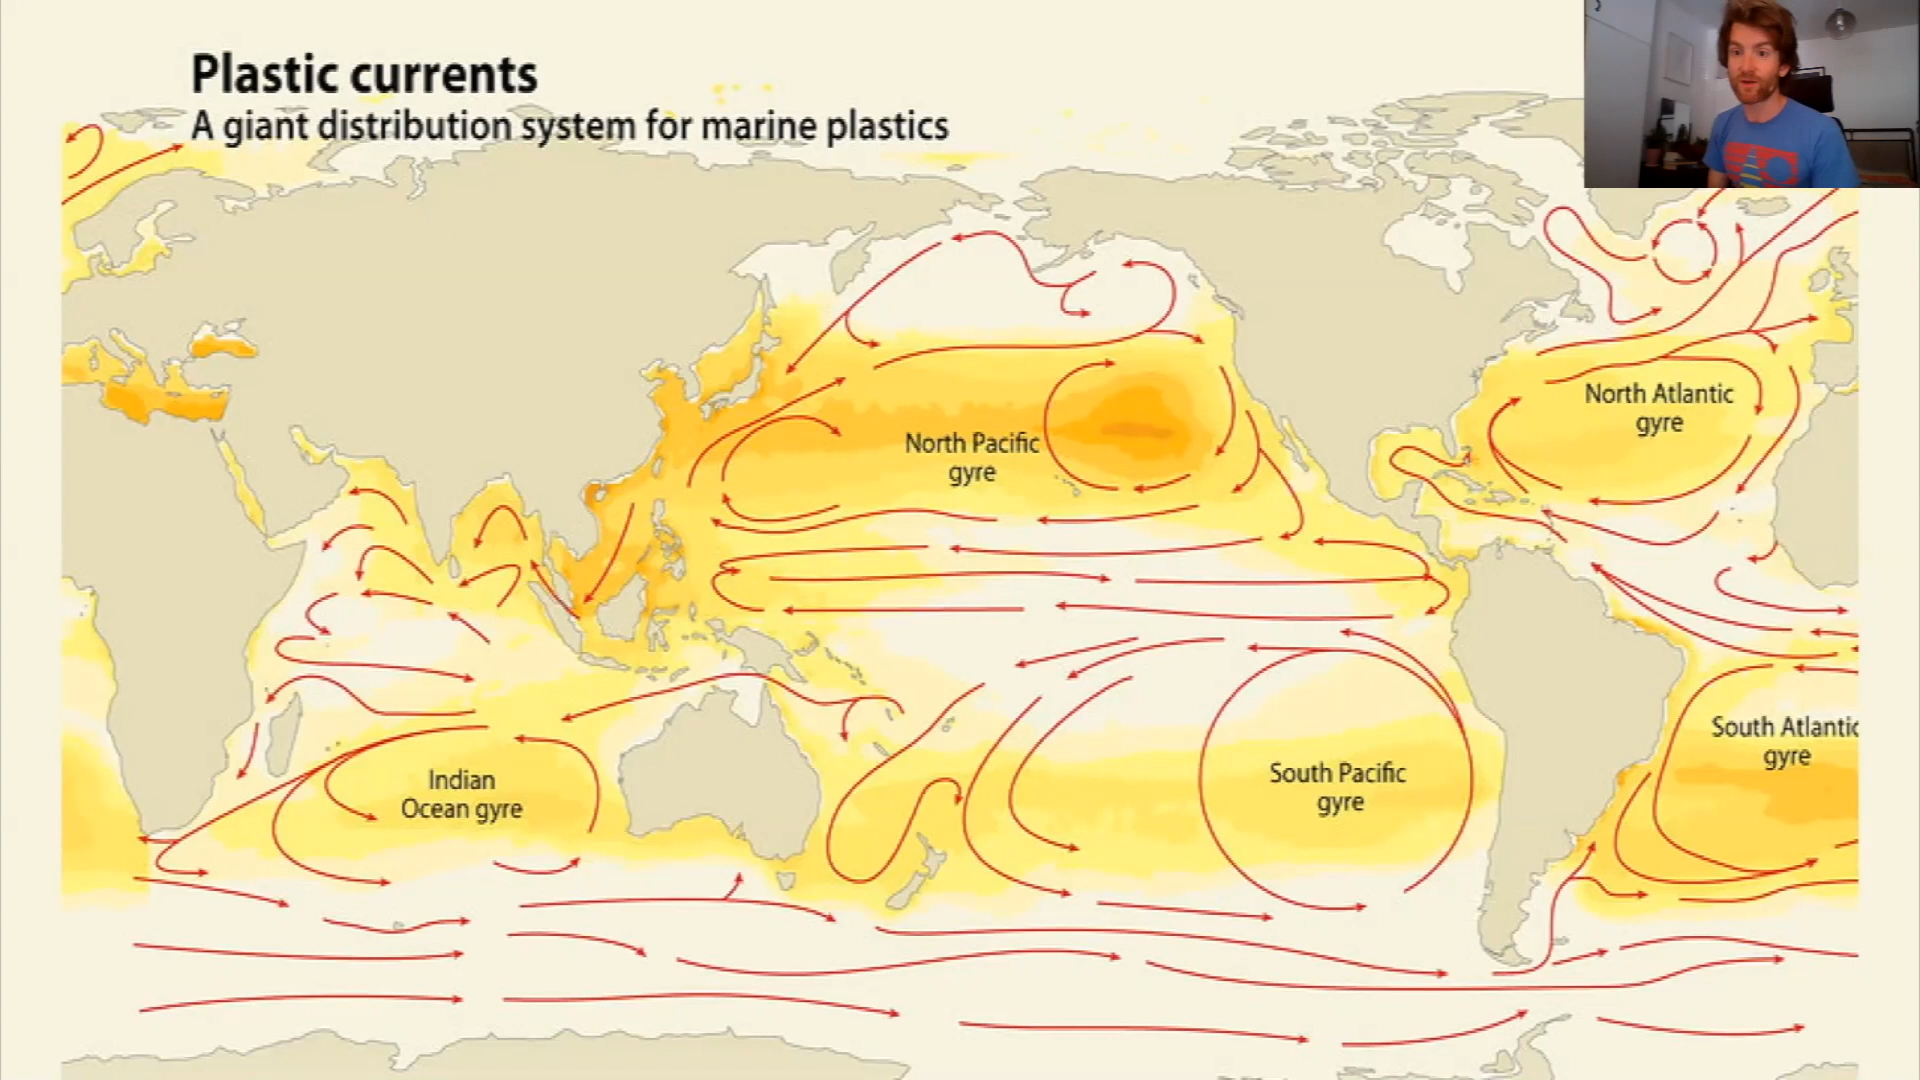 Plastic currents
A giant distribution system for marine plastics
North Atlantic
gyre
North Pacific
gyre
South Atlantic
gyre
South Pacific
gyre
Indian
Ocean gyre